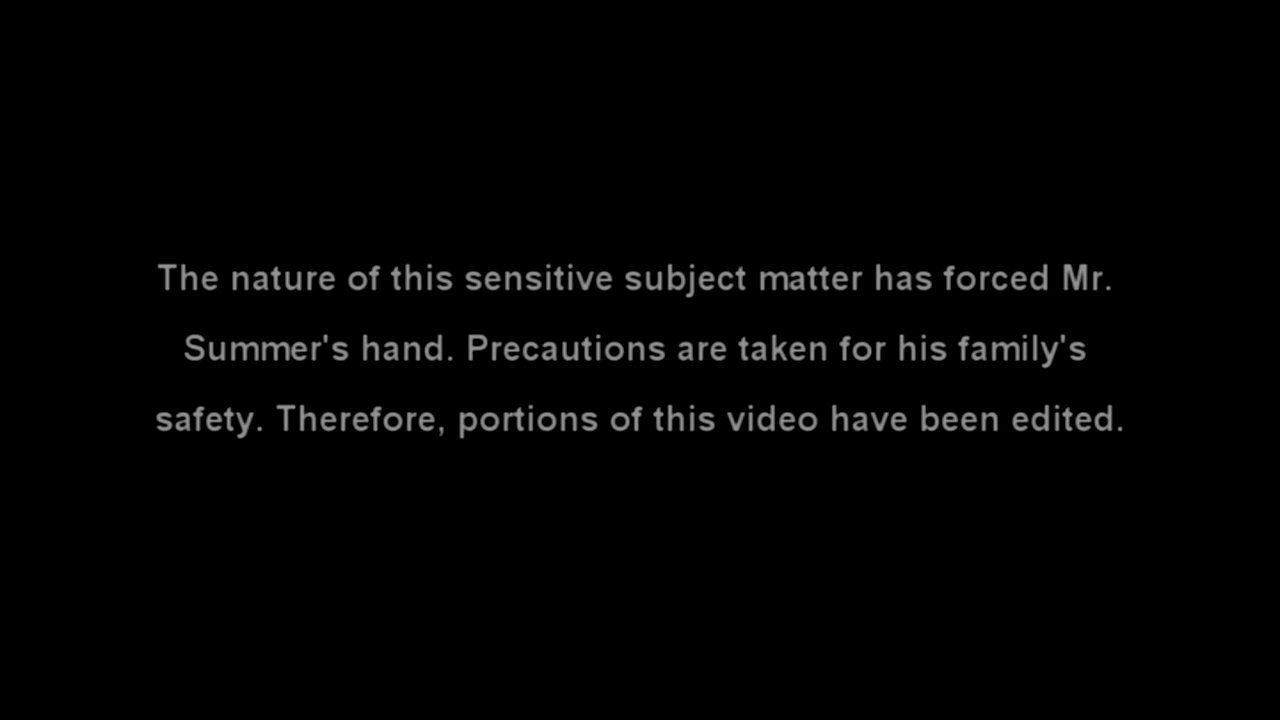 The nature of this sensitive subject matter has forced Mr.
Summer's hand. Precautions are taken for his family's
safety. Therefore, portions of this video have been edited.